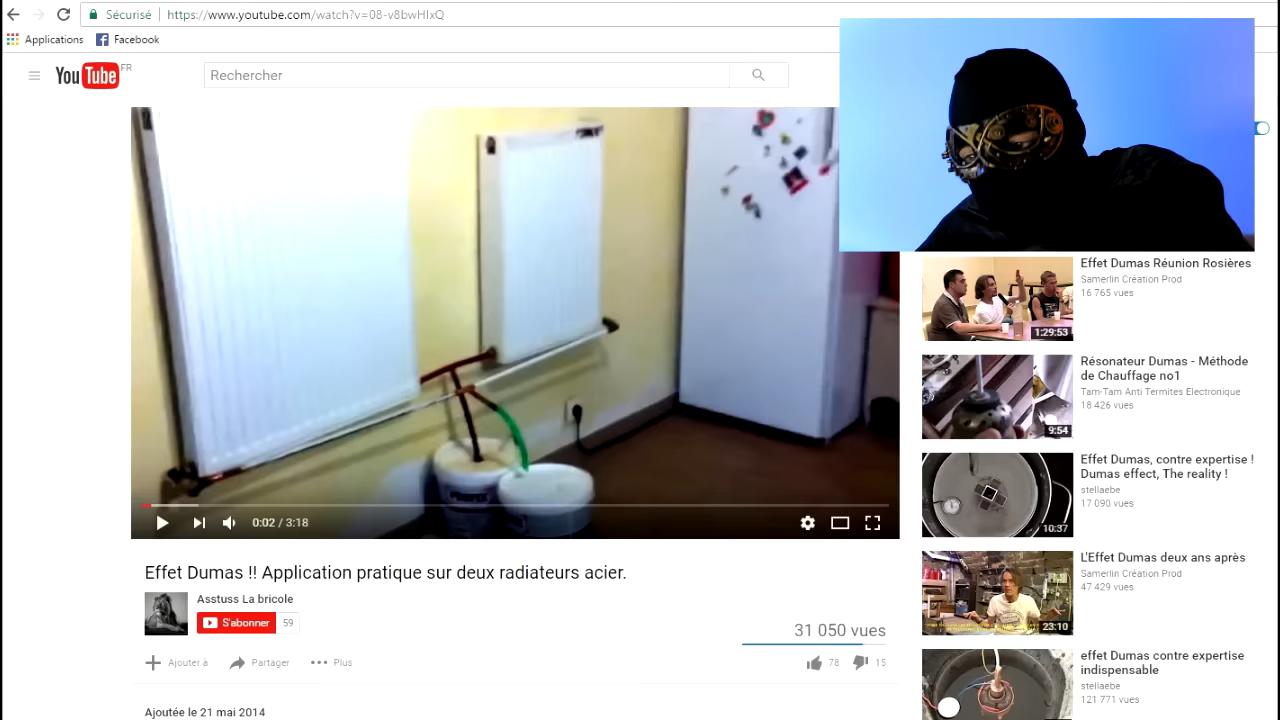 Sécurisé https://www.youtube.com/watch?v=08-v8bwHIxQ
Applications Facebook
YouTube FR
Rechercher
0:02 / 3:18
Effet Dumas !! Application pratique sur deux radiateurs acier.
Asstuss La bricole
S'abonner 59
31 050 vues
Ajouter à Partager Plus
78 15
Ajoutée le 21 mai 2014
Effet Dumas Réunion Rosières
Samerlin Création Prod
16 765 vues
1:29:53
Résonateur Dumas - Méthode
de Chauffage no1
Tam-Tam Anti Termites Electronique
18 426 vues
9:54
Effet Dumas, contre expertise !
Dumas effect, The reality !
stellaebe
17 090 vues
10:37
L'Effet Dumas deux ans après
Samerlin Création Prod
47 429 vues
23:10
effet Dumas contre expertise
indispensable
stellaebe
121 771 vues